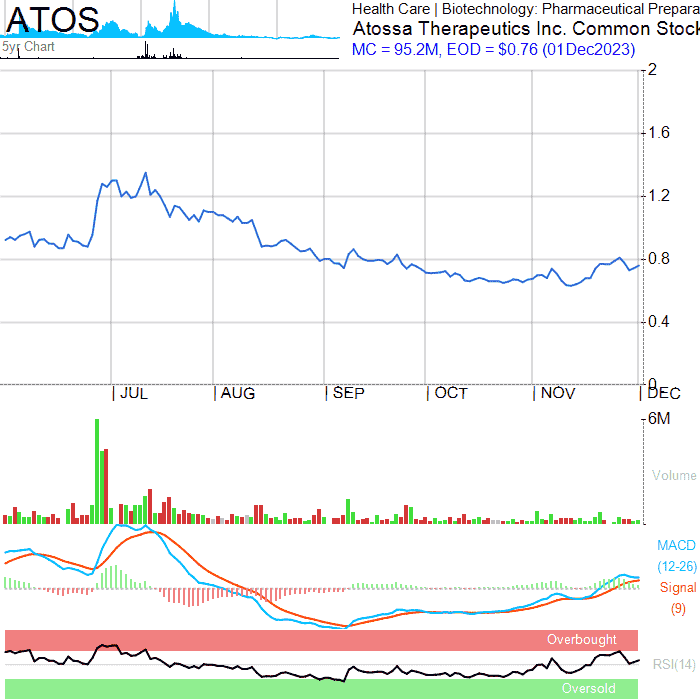 ATOS
5yr Chart
Health Care | Biotechnology: Pharmaceutical Prepara
Atossa Therapeutics Inc. Common Stock
MC = 95.2M, EOD = $0.76 (01Dec2023)
2
1.6
1.2
0.8
0.4
0
JUL
AUG
SEP
OCT
NOV
DEC
6M
Volume
MACD
(12-26)
Signal
(9)
Overbought
RSI(14)
Oversold